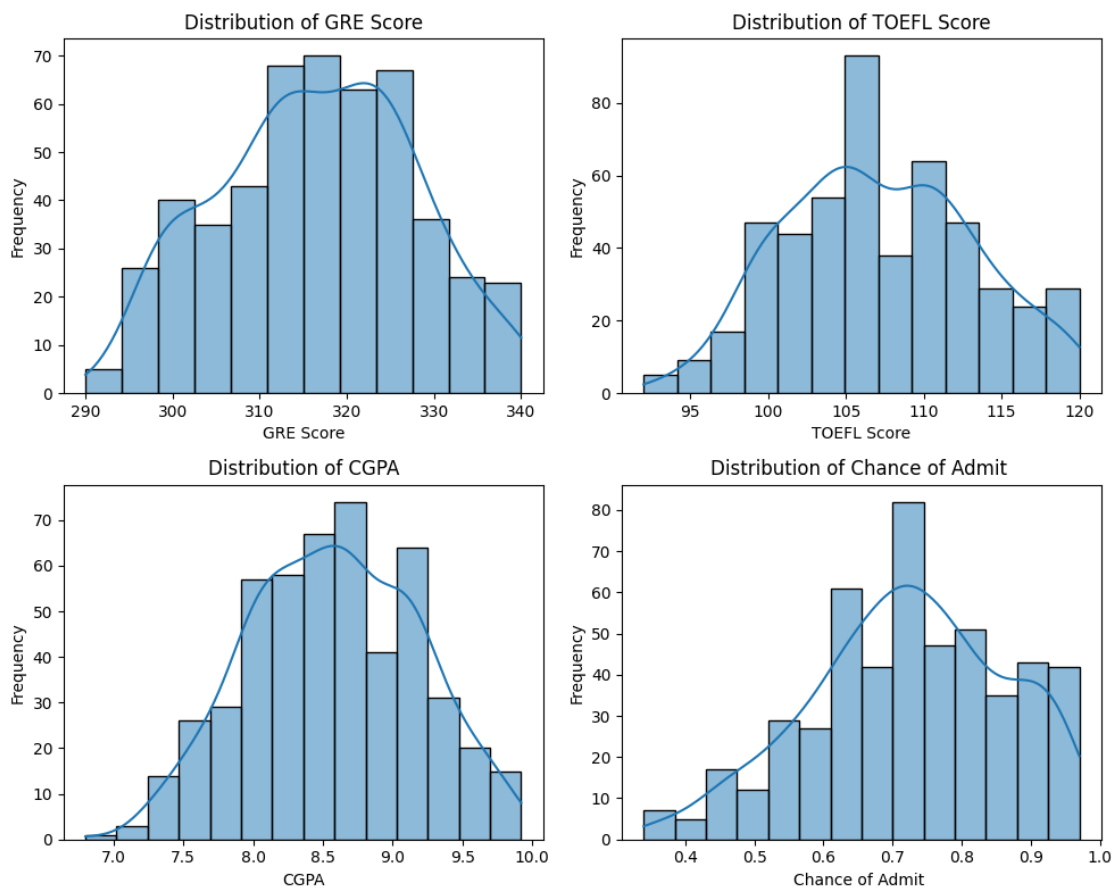 Distribution of GRE Score
70
60
50
40
30
20
10
0
Frequency
290 300 310 320 330 340
GRE Score
Distribution of TOEFL Score
80
60
40
20
0
Frequency
95 100 105 110 115 120
TOEFL Score
Distribution of CGPA
70
60
50
40
30
20
10
0
Frequency
7.0 7.5 8.0 8.5 9.0 9.5 10.0
CGPA
Distribution of Chance of Admit
80
70
60
50
40
30
20
10
0
Frequency
0.4 0.5 0.6 0.7 0.8 0.9 1.0
Chance of Admit